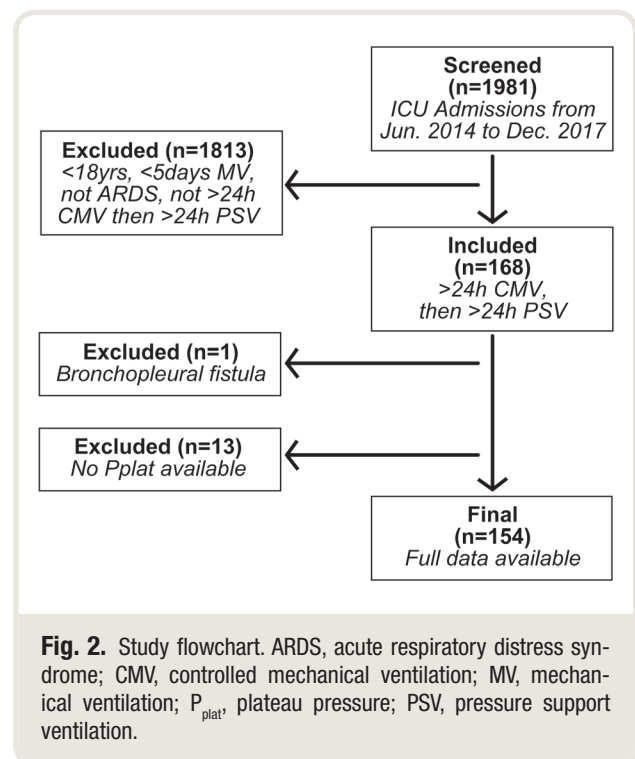 Screened
(n=1981)
ICU Admissions from
Jun. 2014 to Dec. 2017
Excluded (n=1813)
<18yrs, <5days MV,
not ARDS, not >24h
CMV then >24h PSV
Included
(n=168)
>24h CMV,
then >24h PSV
Excluded (n=1)
Bronchopleural fistula
Excluded (n=13)
No Pplat available
Final
(n=154)
Full data available
Fig. 2. Study flowchart. ARDS, acute respiratory distress syn-
drome; CMV, controlled mechanical ventilation; MV, mechan-
ical ventilation; Pplat, plateau pressure; PSV, pressure support
ventilation.